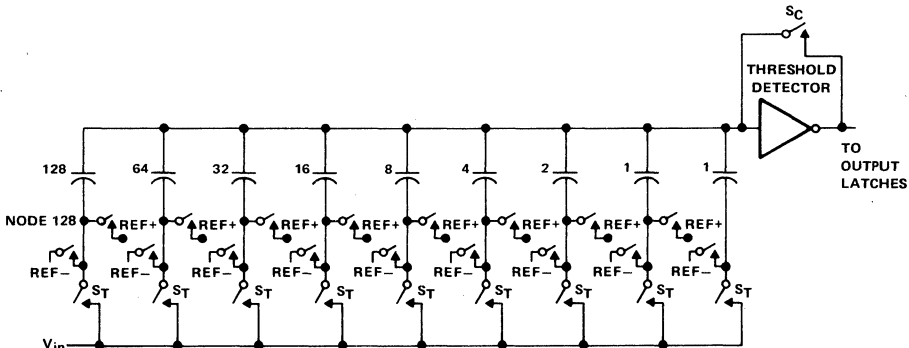 SC
THRESHOLD
DETECTOR
TO
OUTPUT
LATCHES
128 64 32 16 8 4 2 1 1
NODE 128 REF+ REF+ REF+ REF+ REF+ REF+ REF+ REF+
REF− REF− REF− REF− REF− REF− REF− REF− REF−
ST ST ST ST ST ST ST ST ST
Vin